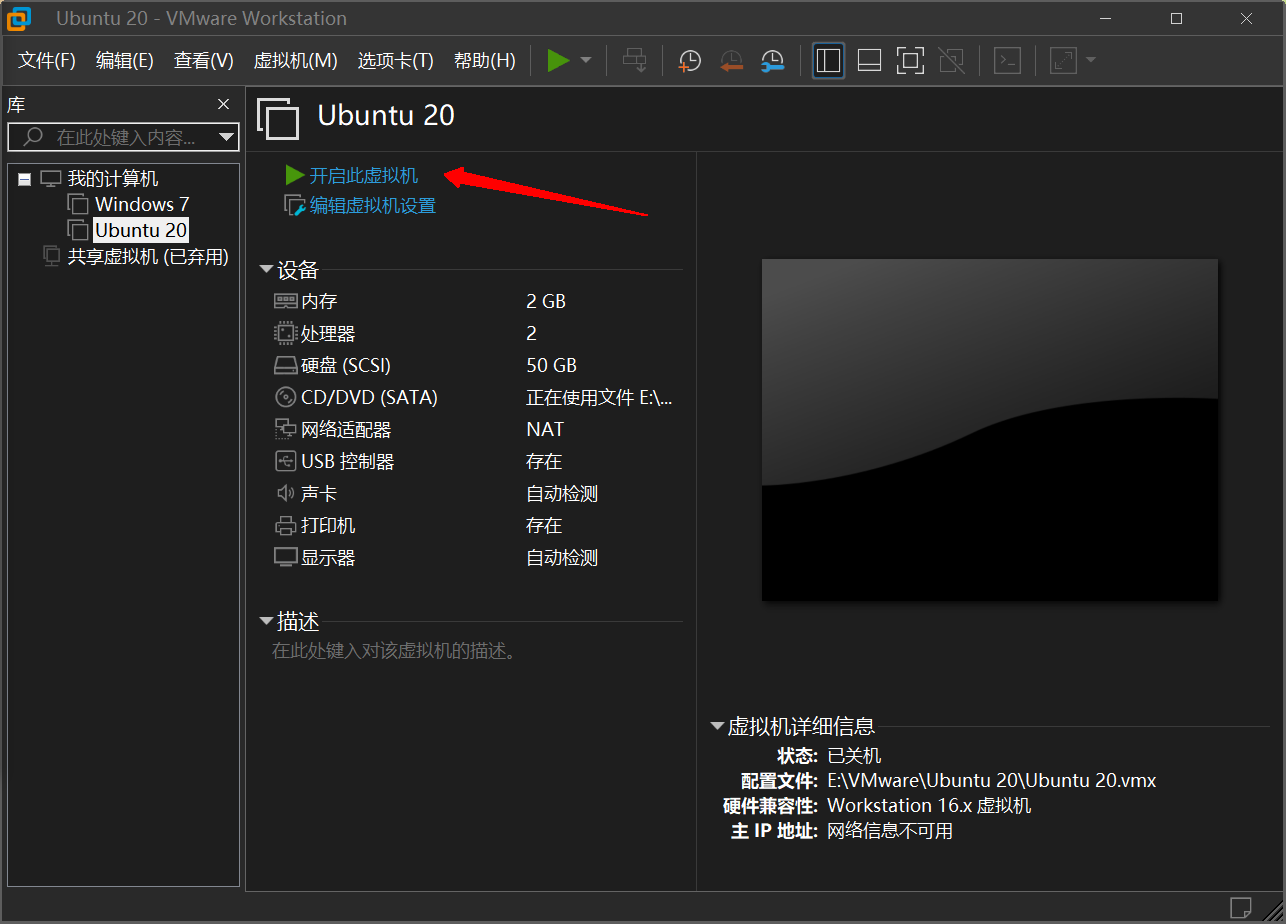 Ubuntu 20 - VMware Workstation
文件(F) 编辑(E) 查看(V) 虚拟机(M) 选项卡(T) 帮助(H)
库
在此处键入内容...
我的计算机
Windows 7
Ubuntu 20
共享虚拟机 (已弃用)
Ubuntu 20
开启此虚拟机
编辑虚拟机设置
设备
内存 2 GB
处理器 2
硬盘 (SCSI) 50 GB
CD/DVD (SATA) 正在使用文件 E:\...
网络适配器 NAT
USB 控制器 存在
声卡 自动检测
打印机 存在
显示器 自动检测
描述
在此处键入对该虚拟机的描述。
虚拟机详细信息
状态: 已关机
配置文件: E:\VMware\Ubuntu 20\Ubuntu 20.vmx
硬件兼容性: Workstation 16.x 虚拟机
主 IP 地址: 网络信息不可用